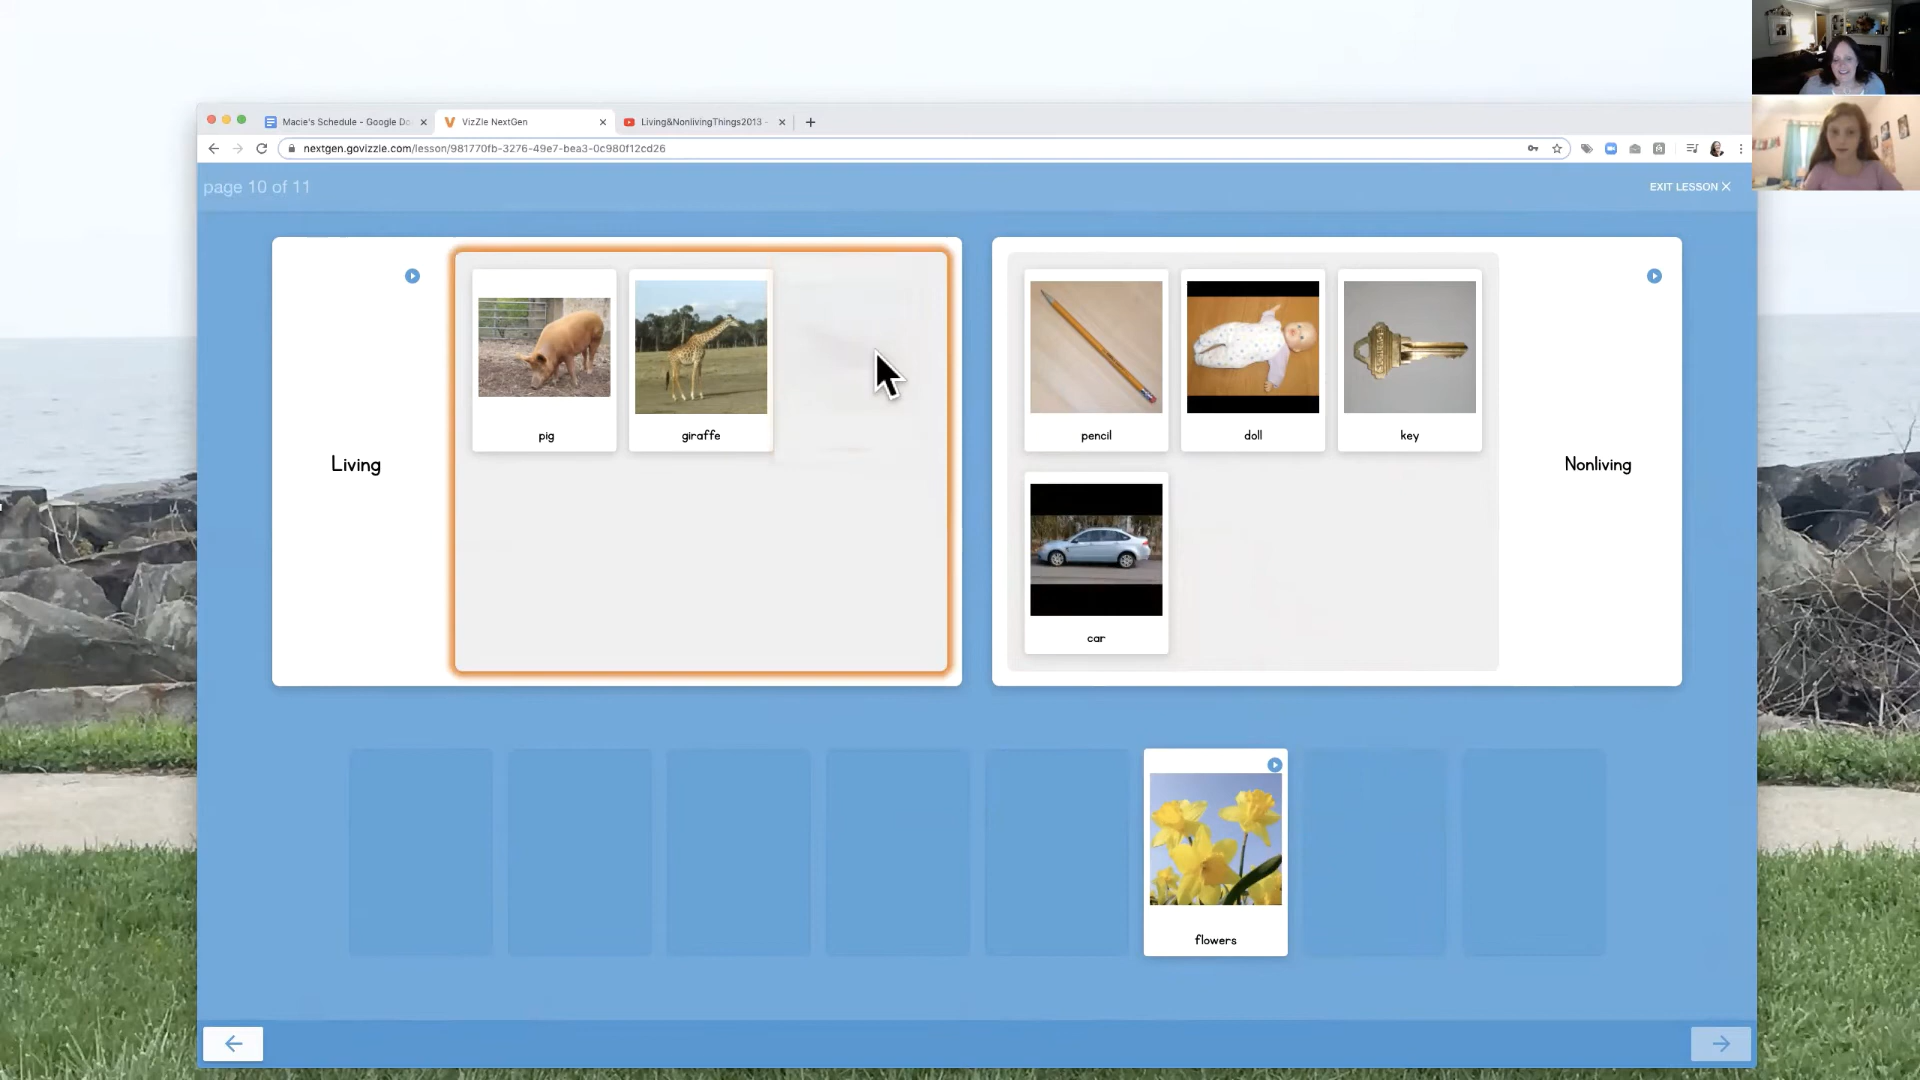 Macie's Schedule - Google Do
VizZle NextGen
Living&NonlivingThings2013 -
nextgen.govizzle.com/lesson/981770fb-3276-49e7-bea3-0c980f12cd26
page 10 of 11
EXIT LESSON
Living
pig
giraffe
pencil
doll
key
car
Nonliving
flowers